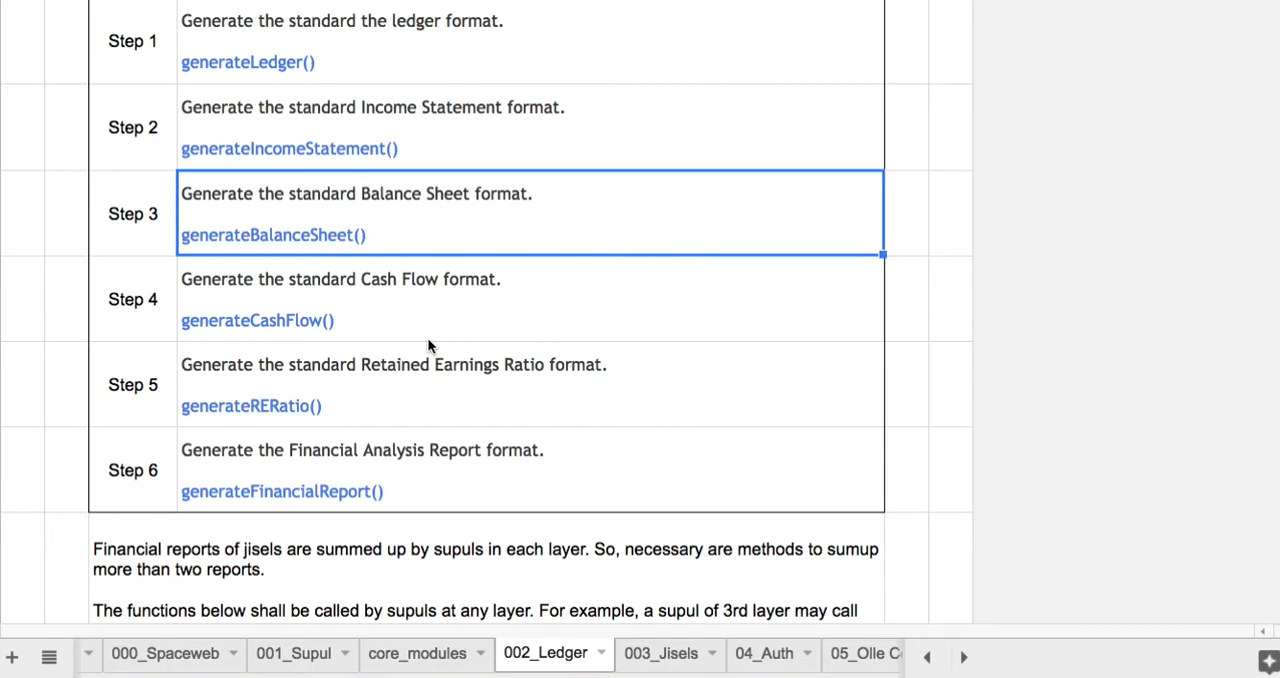 Generate the standard the ledger format.
Step 1
generateLedger()
Generate the standard Income Statement format.
Step 2
generateIncomeStatement()
Generate the standard Balance Sheet format.
Step 3
generateBalanceSheet()
Generate the standard Cash Flow format.
Step 4
generateCashFlow()
Generate the standard Retained Earnings Ratio format.
Step 5
generateRERatio()
Generate the Financial Analysis Report format.
Step 6
generateFinancialReport()
Financial reports of jisels are summed up by supuls in each layer. So, necessary are methods to sumup
more than two reports.
The functions below shall be called by supuls at any layer. For example, a supul of 3rd layer may call
000_Spaceweb 001_Supul core_modules 002_Ledger 003_Jisels 04_Auth 05_Olle